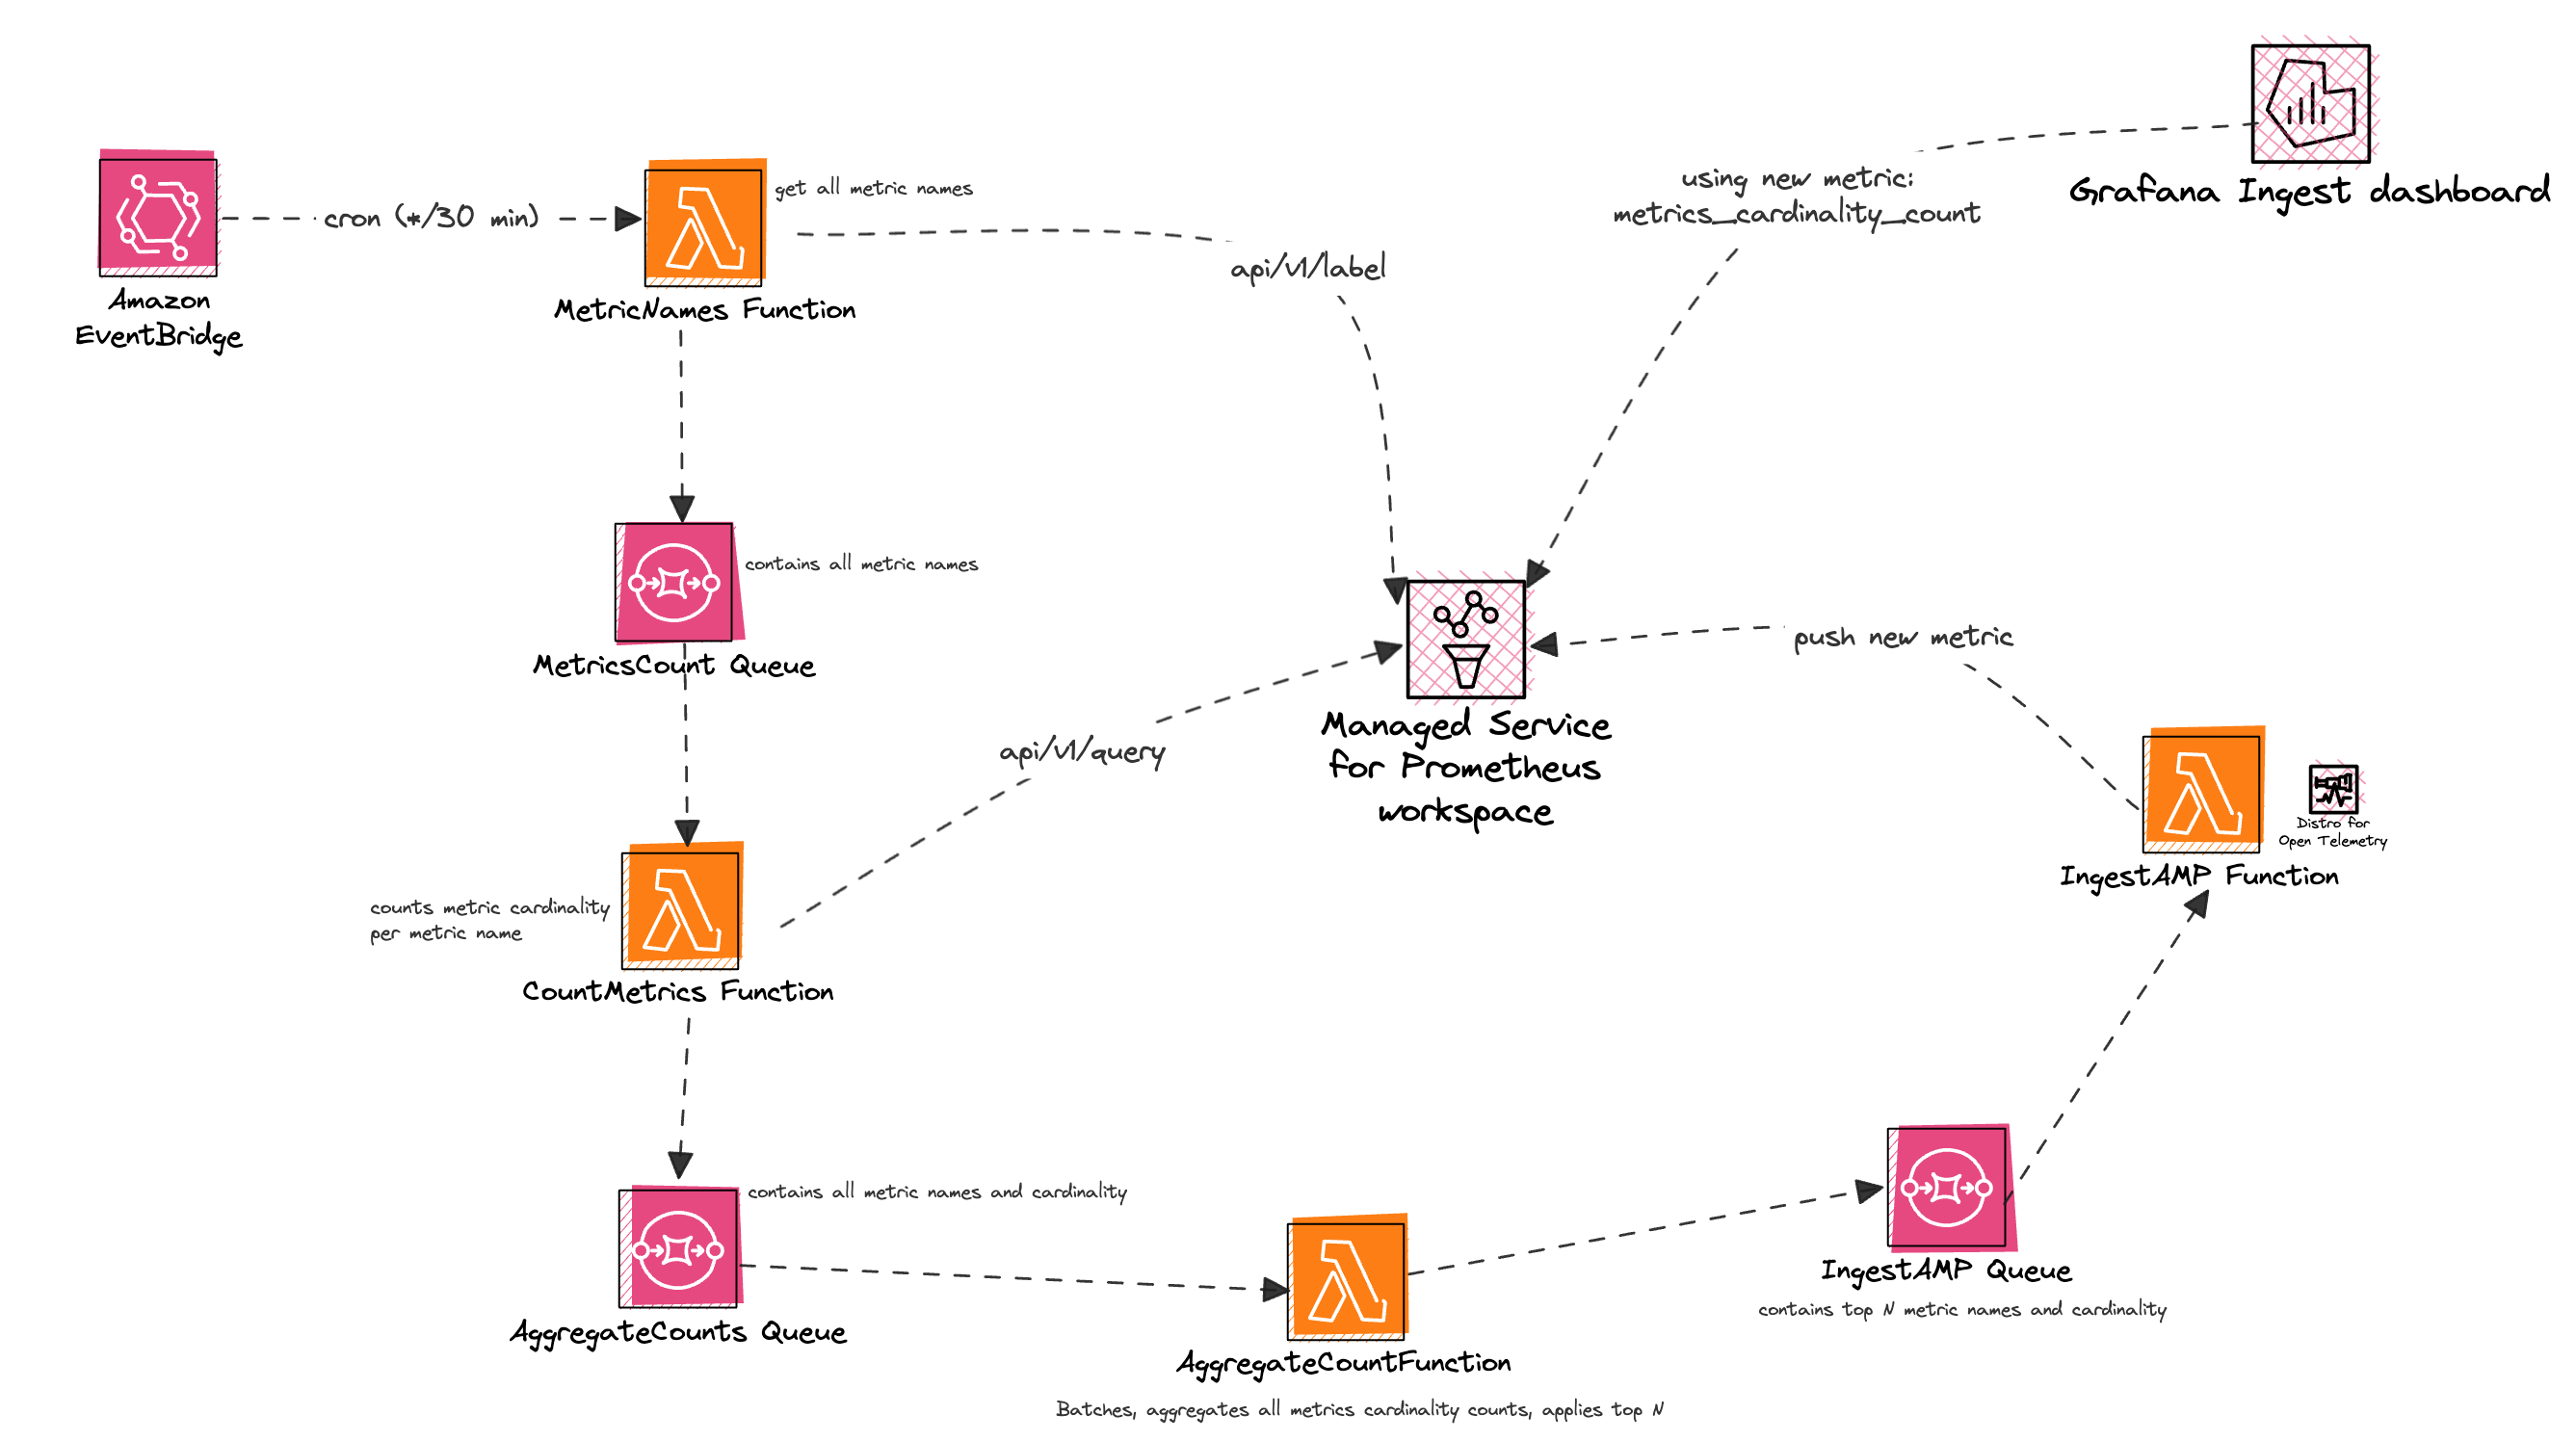 Grafana Ingest dashboard
using new metric:
metrics_cardinality_count
get all metric names
cron (*/30 min)
api/v1/label
Amazon
EventBridge
MetricNames Function
contains all metric names
MetricsCount Queue
push new metric
Managed Service
for Prometheus
workspace
api/v1/query
Distro for
Open Telemetry
IngestAMP Function
counts metric cardinality
per metric name
CountMetrics Function
contains all metric names and cardinality
AggregateCounts Queue
IngestAMP Queue
contains top N metric names and cardinality
AggregateCountFunction
Batches, aggregates all metrics cardinality counts, applies top N